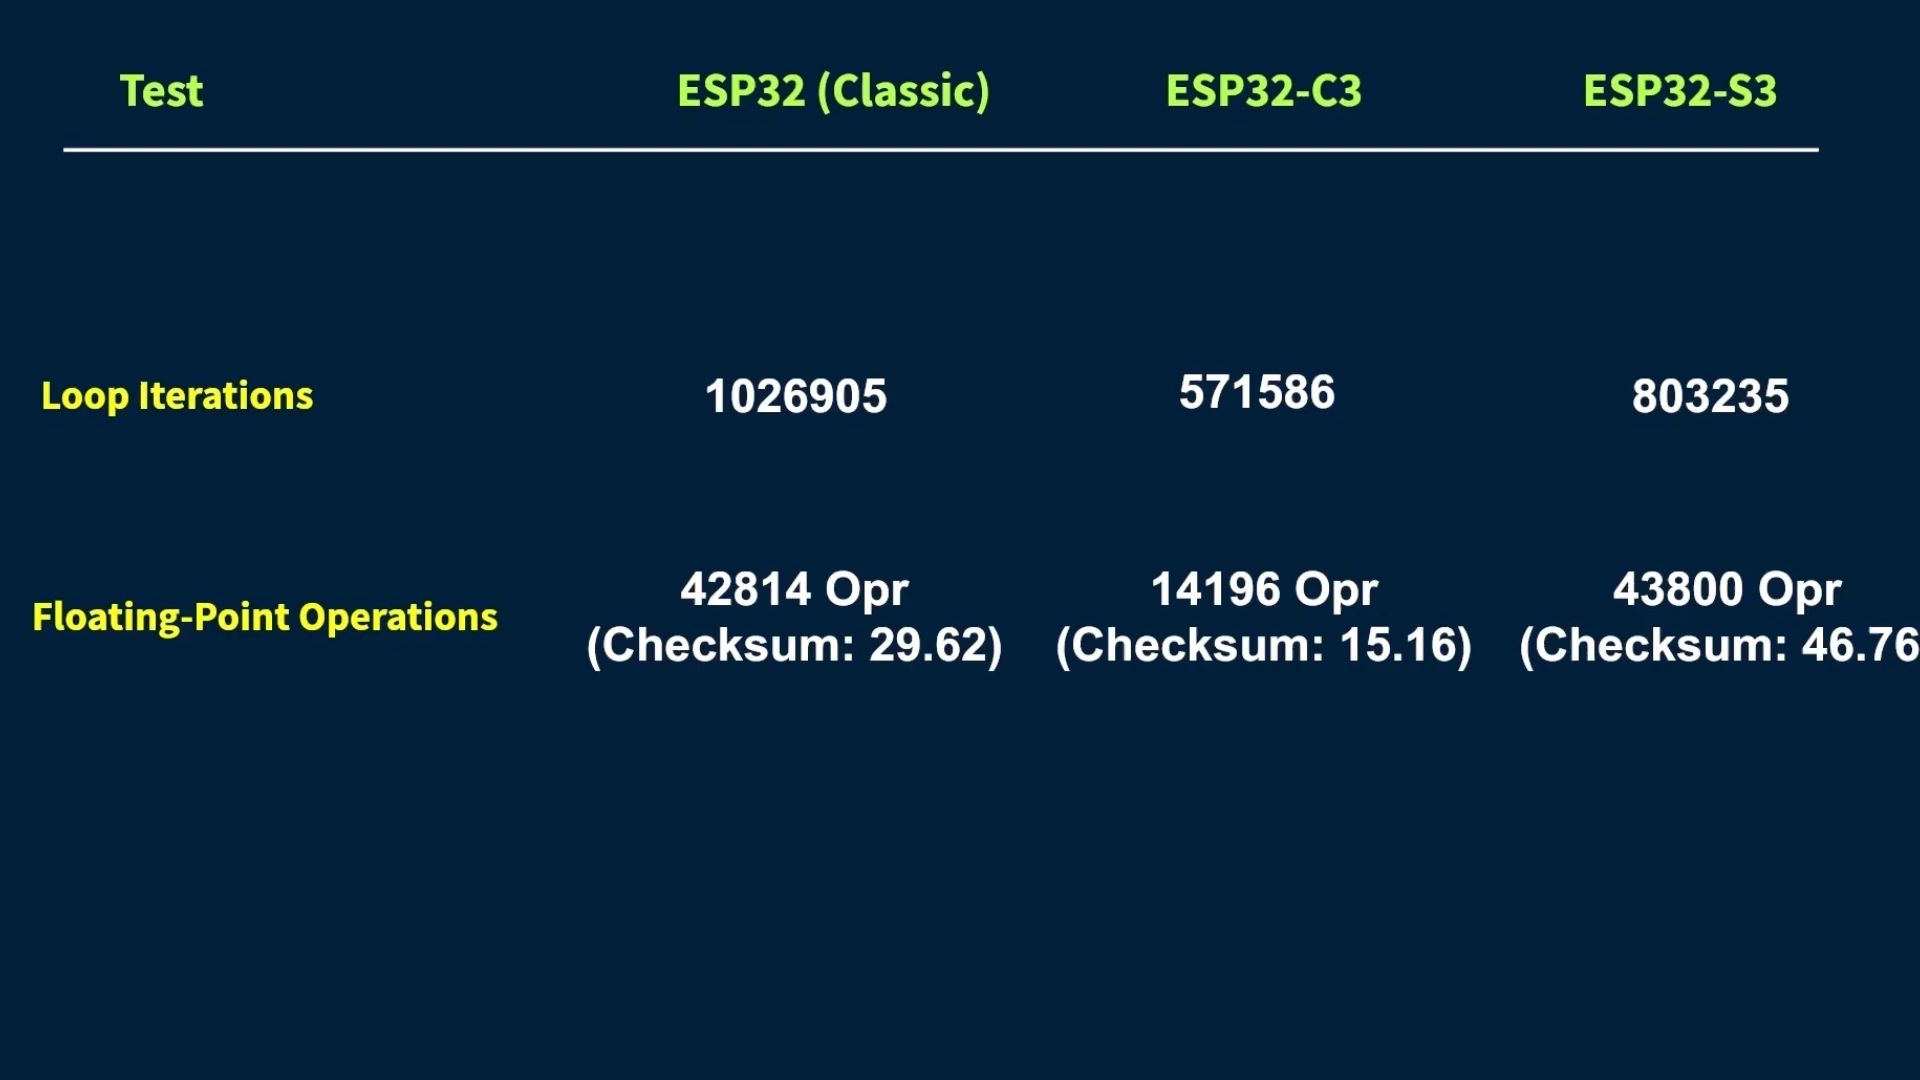 Test ESP32 (Classic) ESP32-C3 ESP32-S3
Loop Iterations 1026905 571586 803235
Floating-Point Operations
42814 Opr 14196 Opr 43800 Opr
(Checksum: 29.62) (Checksum: 15.16) (Checksum: 46.76